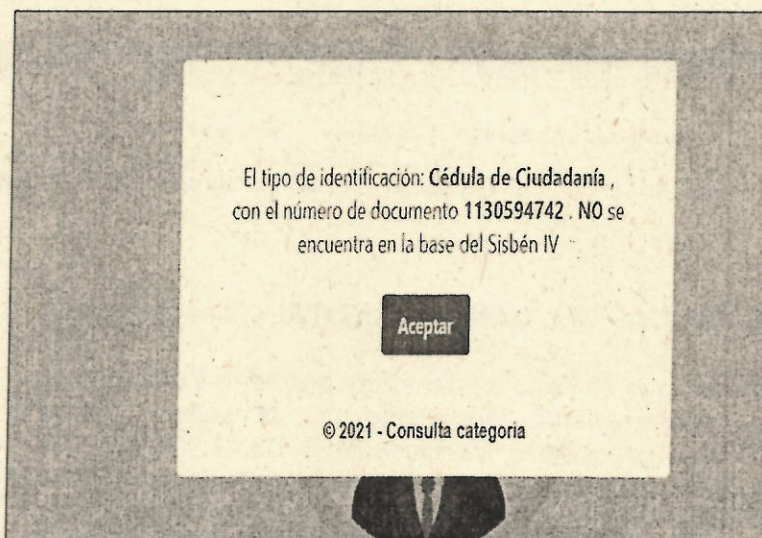 El tipo de identificación: Cédula de Ciudadanía ,
con el número de documento 1130594742 . NO se
encuentra en la base del Sisbén IV
Aceptar
© 2021 - Consulta categoria